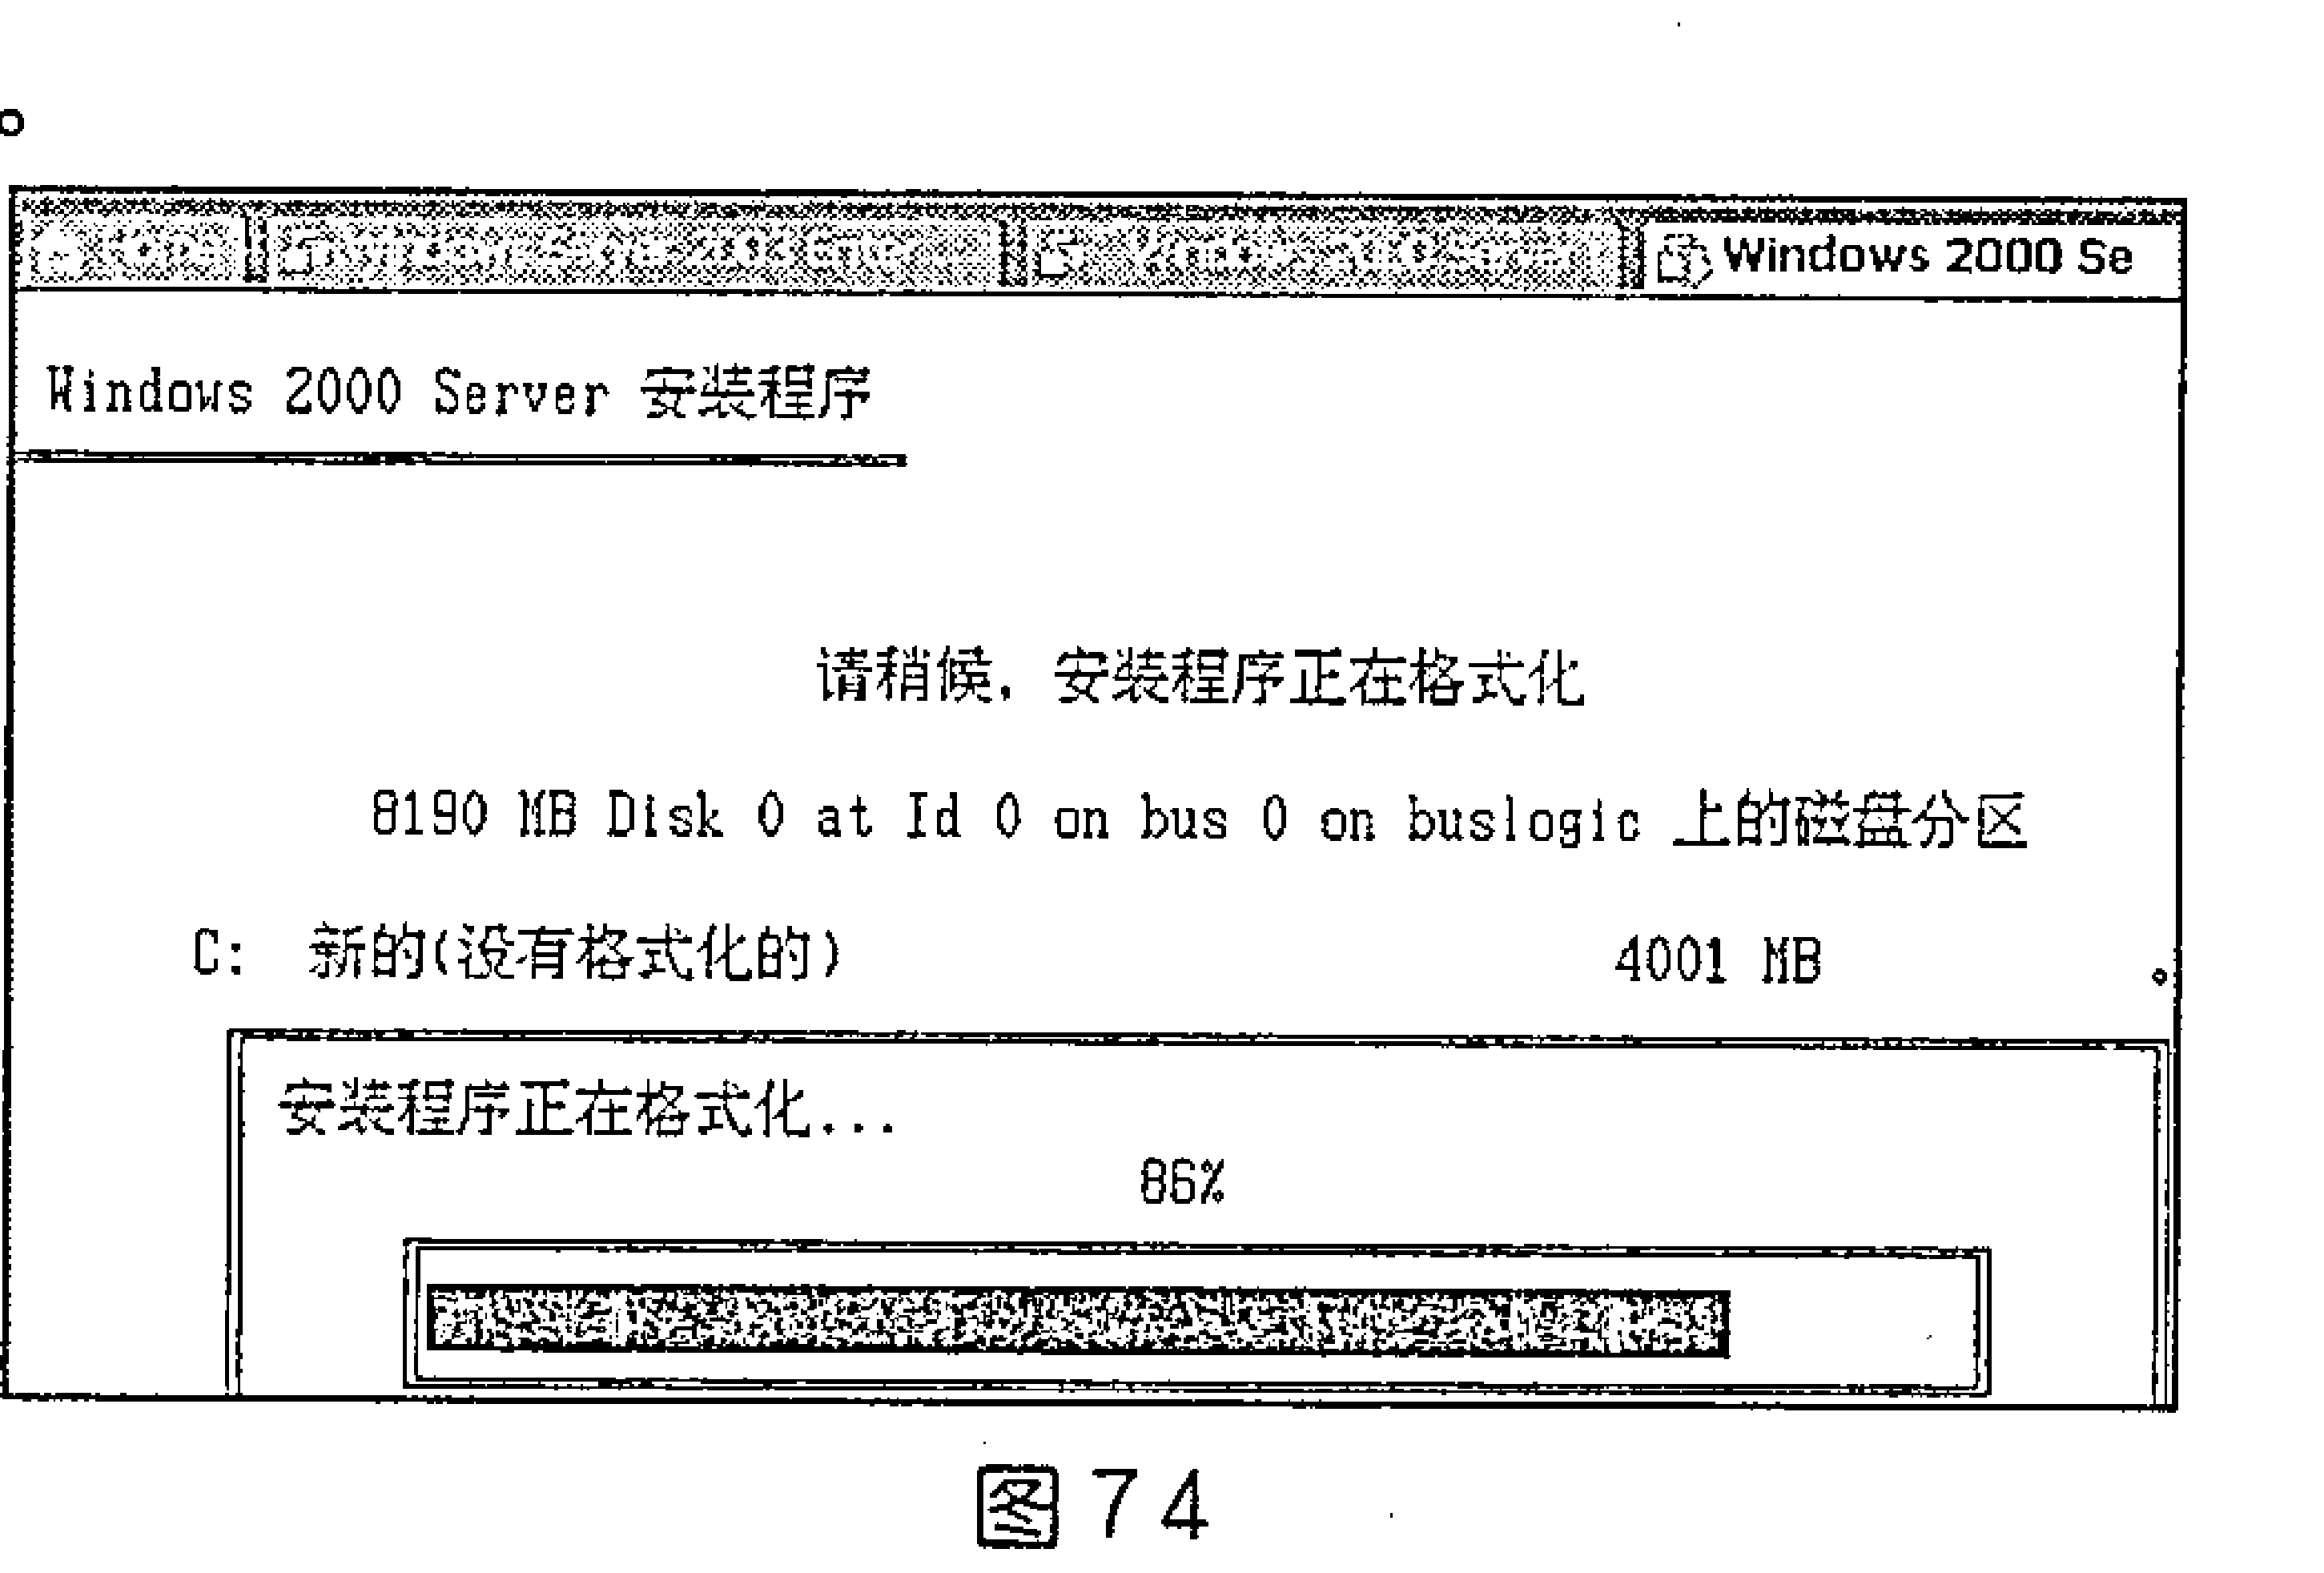 Windows 2000 Se
Windows 2000 Server 安装程序
请稍候，安装程序正在格式化
8190 MB Disk 0 at Id 0 on bus 0 on buslogic 上的磁盘分区
C: 新的(没有格式化的) 4001 MB
安装程序正在格式化...
86%
图 74